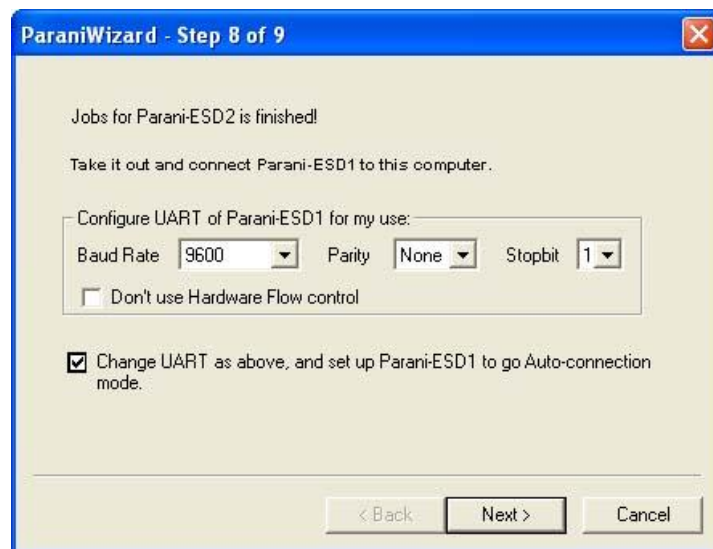 ParaniWizard - Step 8 of 9
Jobs for Parani-ESD2 is finished!
Take it out and connect Parani-ESD1 to this computer.
Configure UART of Parani-ESD1 for my use:
Baud Rate 9600 Parity None Stopbit 1
Don't use Hardware Flow control
Change UART as above, and set up Parani-ESD1 to go Auto-connection
mode.
< Back Next > Cancel